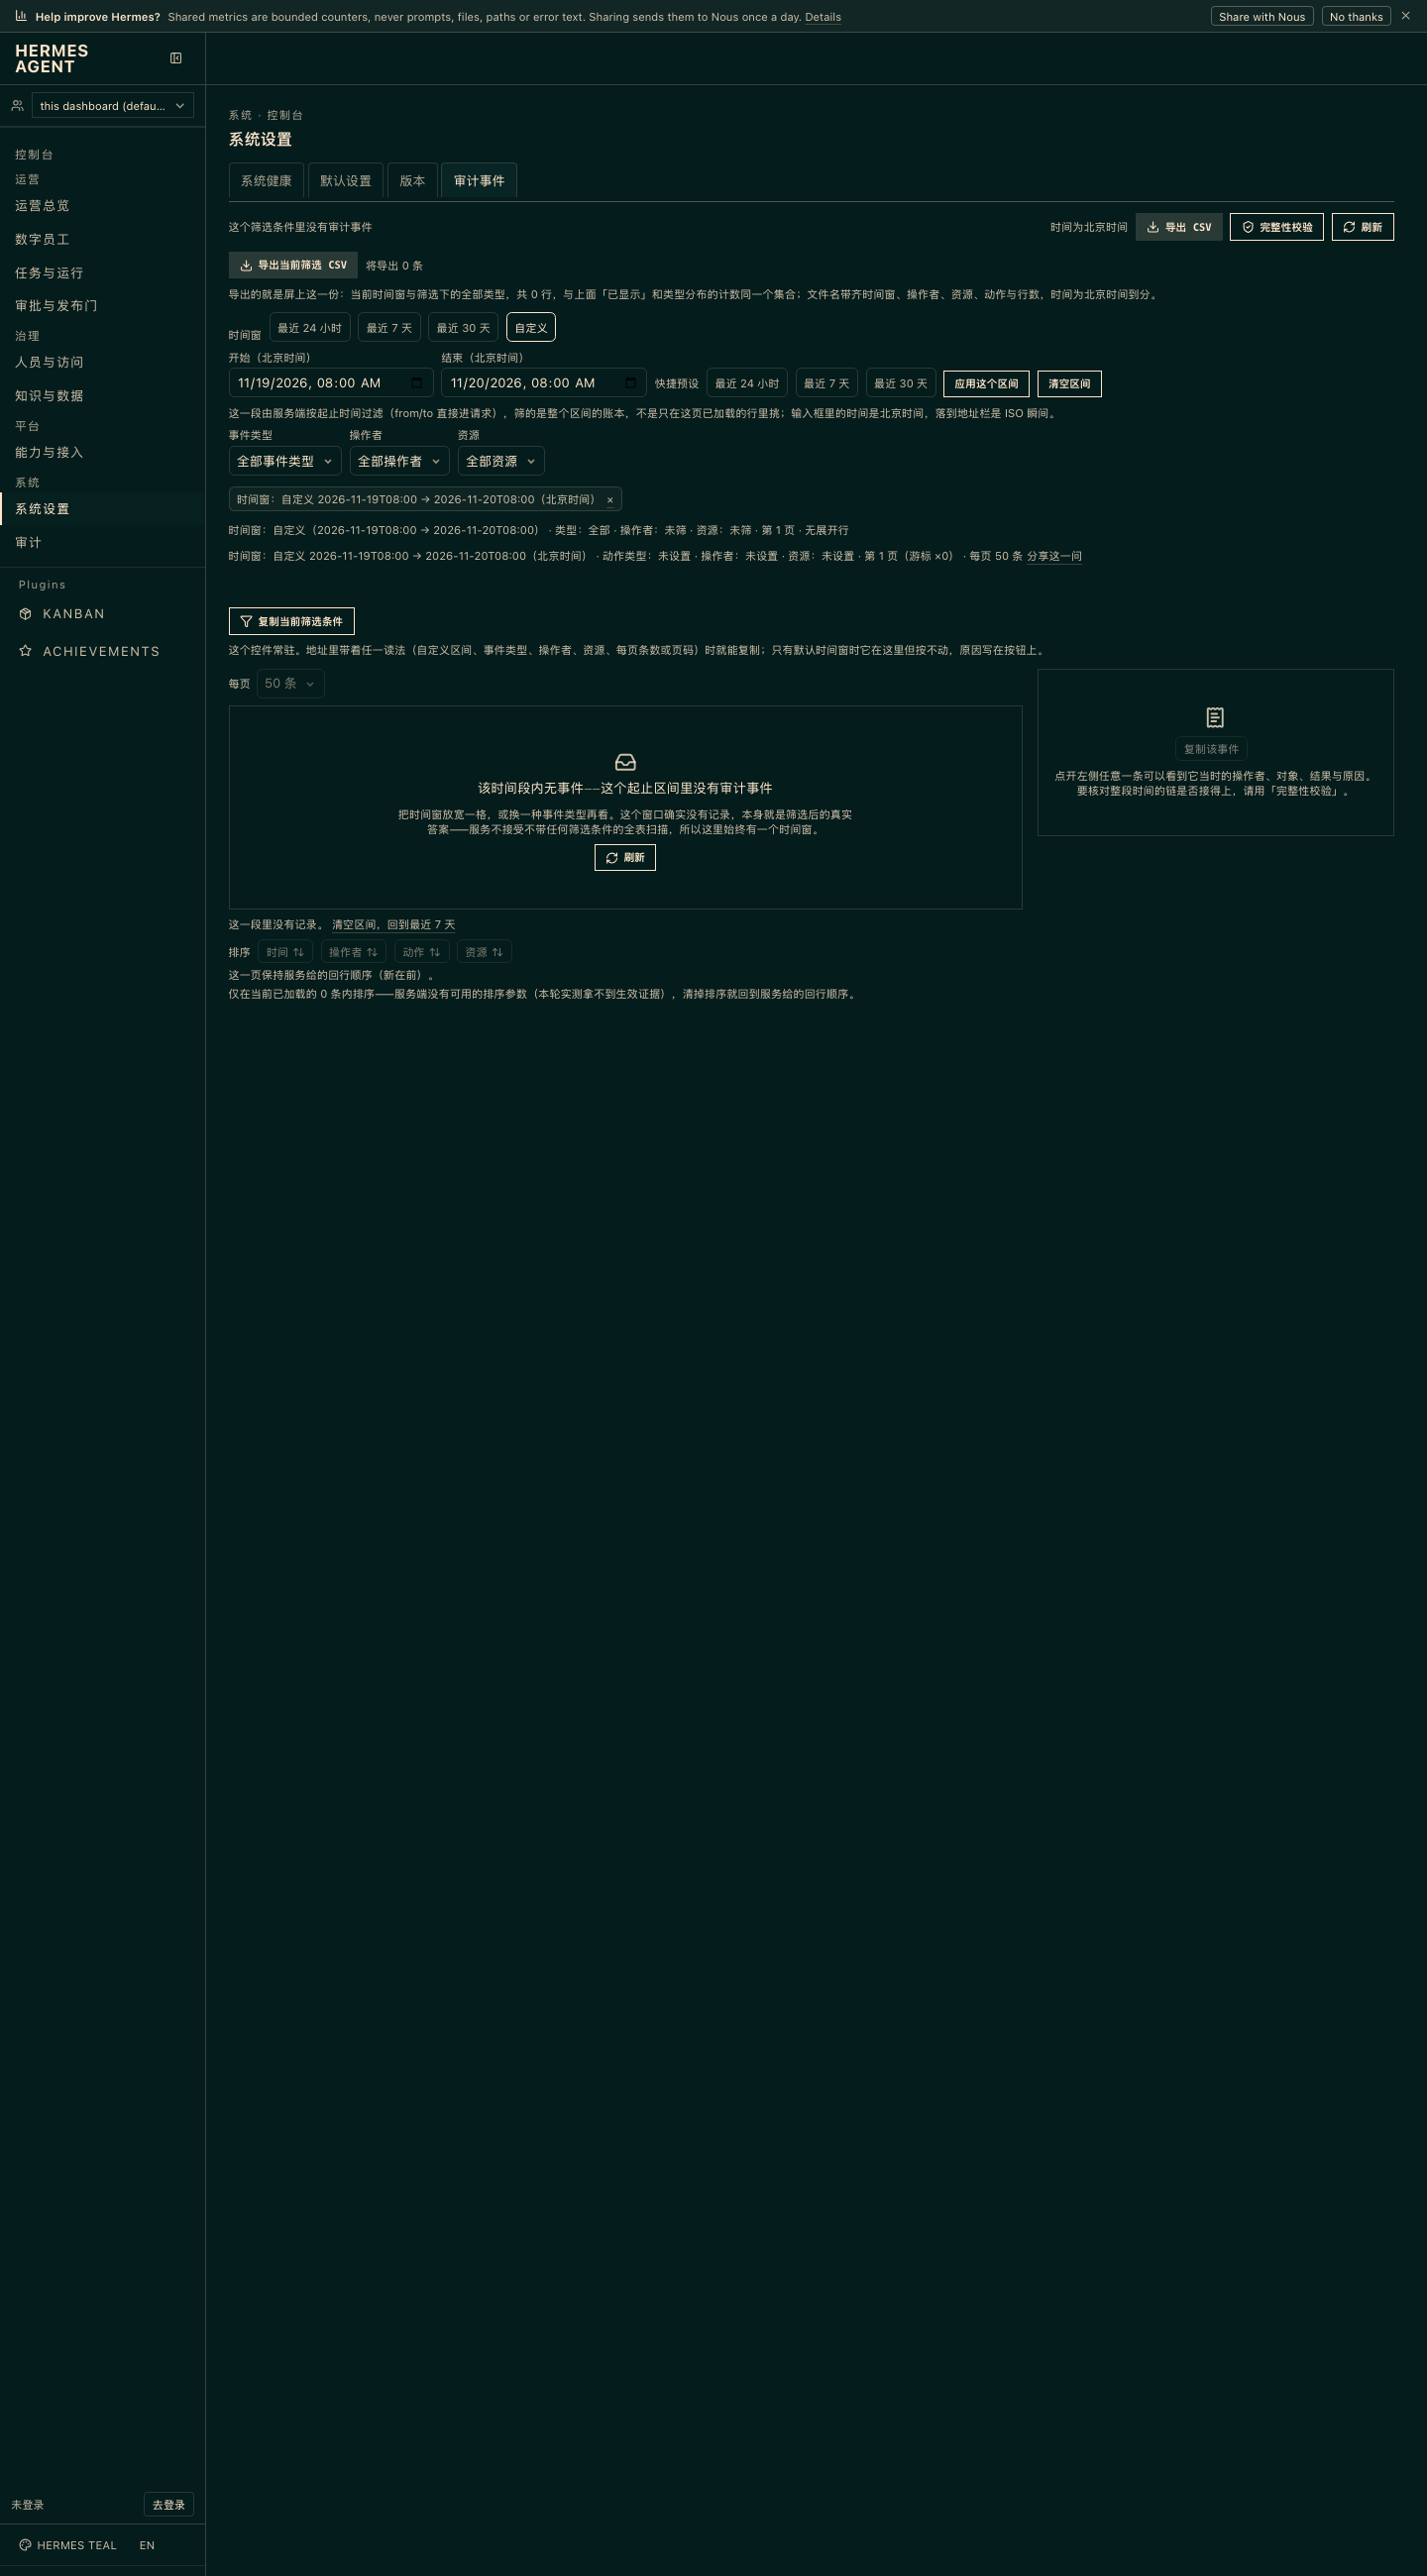 Help improve Hermes? Shared metrics are bounded counters, never prompts, files, paths or error text. Sharing sends them to Nous once a day. Details
Share with Nous
No thanks
HERMES
AGENT
this dashboard (defau...
控制台
运营
运营总览
数字员工
任务与运行
审批与发布门
治理
人员与访问
知识与数据
平台
能力与接入
系统
系统设置
审计
Plugins
KANBAN
ACHIEVEMENTS
未登录
去登录
HERMES TEAL
EN
系统 · 控制台
系统设置
系统健康
默认设置
版本
审计事件
这个筛选条件里没有审计事件
时间为北京时间
导出 CSV
完整性校验
刷新
导出当前筛选 CSV
将导出 0 条
导出的就是屏上这一份：当前时间窗与筛选下的全部类型，共 0 行，与上面「已显示」和类型分布的计数同一个集合；文件名带齐时间窗、操作者、资源、动作与行数，时间为北京时间到分。
时间窗
最近 24 小时
最近 7 天
最近 30 天
自定义
开始（北京时间）
结束（北京时间）
11/19/2026, 08:00 AM
11/20/2026, 08:00 AM
快捷预设
最近 24 小时
最近 7 天
最近 30 天
应用这个区间
清空区间
这一段由服务端按起止时间过滤（from/to 直接进请求），筛的是整个区间的账本，不是只在这页已加载的行里挑；输入框里的时间是北京时间，落到地址栏是 ISO 瞬间。
事件类型
操作者
资源
全部事件类型
全部操作者
全部资源
时间窗：自定义 2026-11-19T08:00 → 2026-11-20T08:00（北京时间） ×
时间窗：自定义（2026-11-19T08:00 → 2026-11-20T08:00） · 类型：全部 · 操作者：未筛 · 资源：未筛 · 第 1 页 · 无展开行
时间窗：自定义 2026-11-19T08:00 → 2026-11-20T08:00（北京时间） · 动作类型：未设置 · 操作者：未设置 · 资源：未设置 · 第 1 页（游标 ×0） · 每页 50 条 分享这一问
复制当前筛选条件
这个控件常驻。地址里带着任一读法（自定义区间、事件类型、操作者、资源、每页条数或页码）时就能复制；只有默认时间窗时它在这里但按不动，原因写在按钮上。
每页
50 条
该时间段内无事件——这个起止区间里没有审计事件
把时间窗放宽一格，或换一种事件类型再看。这个窗口确实没有记录，本身就是筛选后的真实
答案——服务不接受不带任何筛选条件的全表扫描，所以这里始终有一个时间窗。
刷新
复制该事件
点开左侧任意一条可以看到它当时的操作者、对象、结果与原因。
要核对整段时间的链是否接得上，请用「完整性校验」。
这一段里没有记录。 清空区间，回到最近 7 天
排序
时间 ⇅
操作者 ⇅
动作 ⇅
资源 ⇅
这一页保持服务给的回行顺序（新在前）。
仅在当前已加载的 0 条内排序——服务端没有可用的排序参数（本轮实测拿不到生效证据），清掉排序就回到服务给的回行顺序。